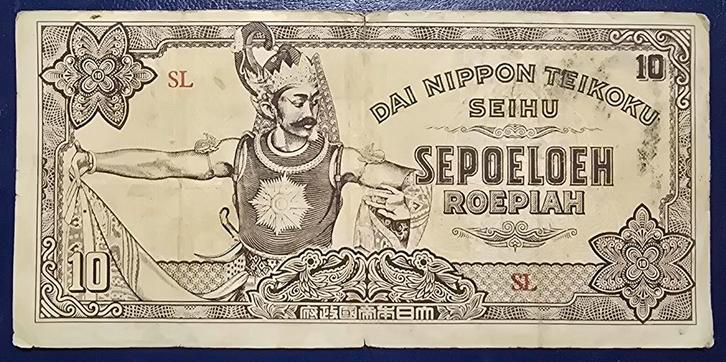 10
SL
DAI NIPPON TEIKOKU
SEIHU
SEPOELOEH
ROEPIAH
SL
10
府政國帝本日大